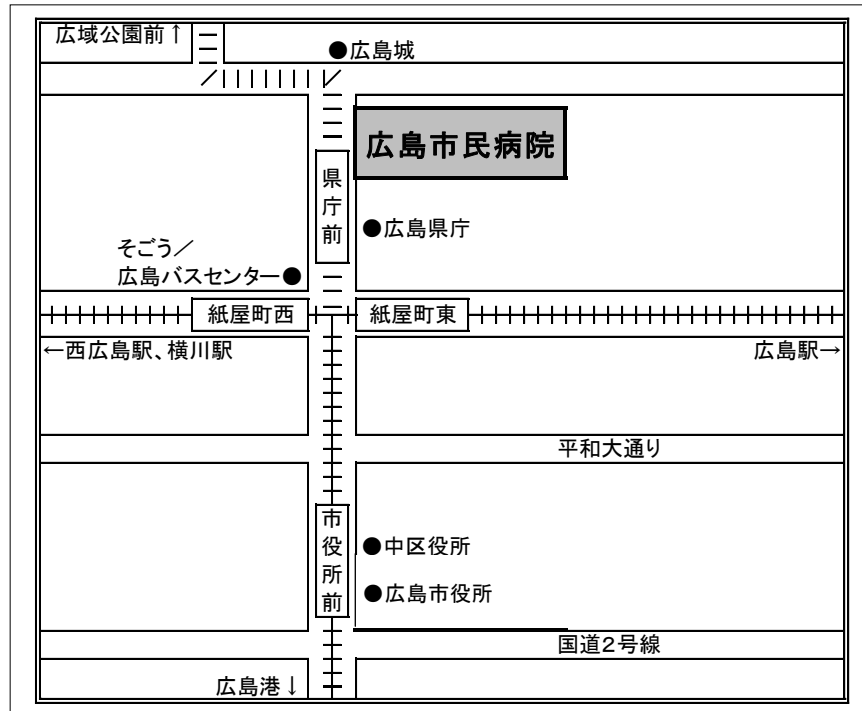 広域公園前↑
●広島城
広島市民病院
県庁前
●広島県庁
そごう／
広島バスセンター●
紙屋町西
紙屋町東
←西広島駅、横川駅
広島駅→
平和大通り
市役所前
●中区役所
●広島市役所
国道2号線
広島港↓